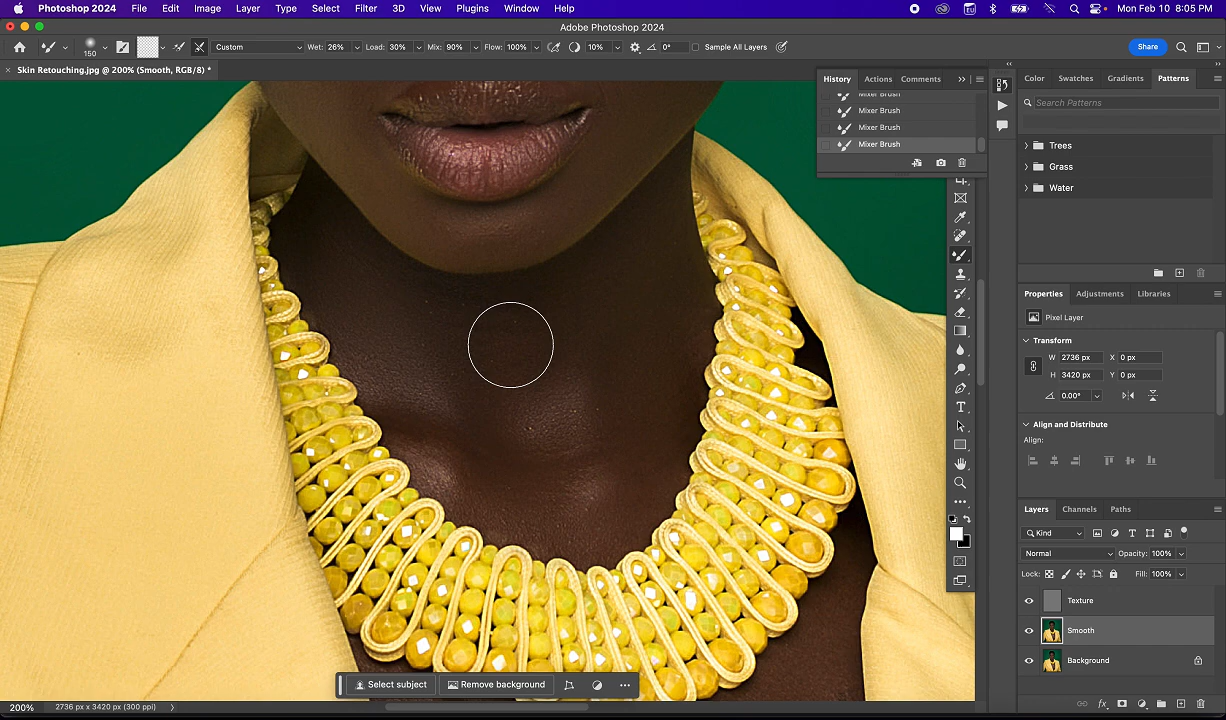 Photoshop 2024 File Edit Image Layer Type Select Filter 3D View Plugins Window Help EU Mon Feb 10 8:05 PM
Adobe Photoshop 2024
150 Custom Wet: 26% Load: 30% Mix: 90% Flow: 100% 10% 0° Sample All Layers Share
Skin Retouching.jpg @ 200% (Smooth, RGB/8) *
History Actions Comments
Mixer Brush
Mixer Brush
Mixer Brush
Mixer Brush
Color Swatches Gradients Patterns
Search Patterns
Trees
Grass
Water
Properties Adjustments Libraries
Pixel Layer
Transform
W 2736 px X 0 px
H 3420 px Y 0 px
0.00°
Align and Distribute
Align:
Layers Channels Paths
Kind
Normal Opacity: 100%
Lock: Fill: 100%
Texture
Smooth
Background
Select subject Remove background
200% 2736 px x 3420 px (300 ppi)